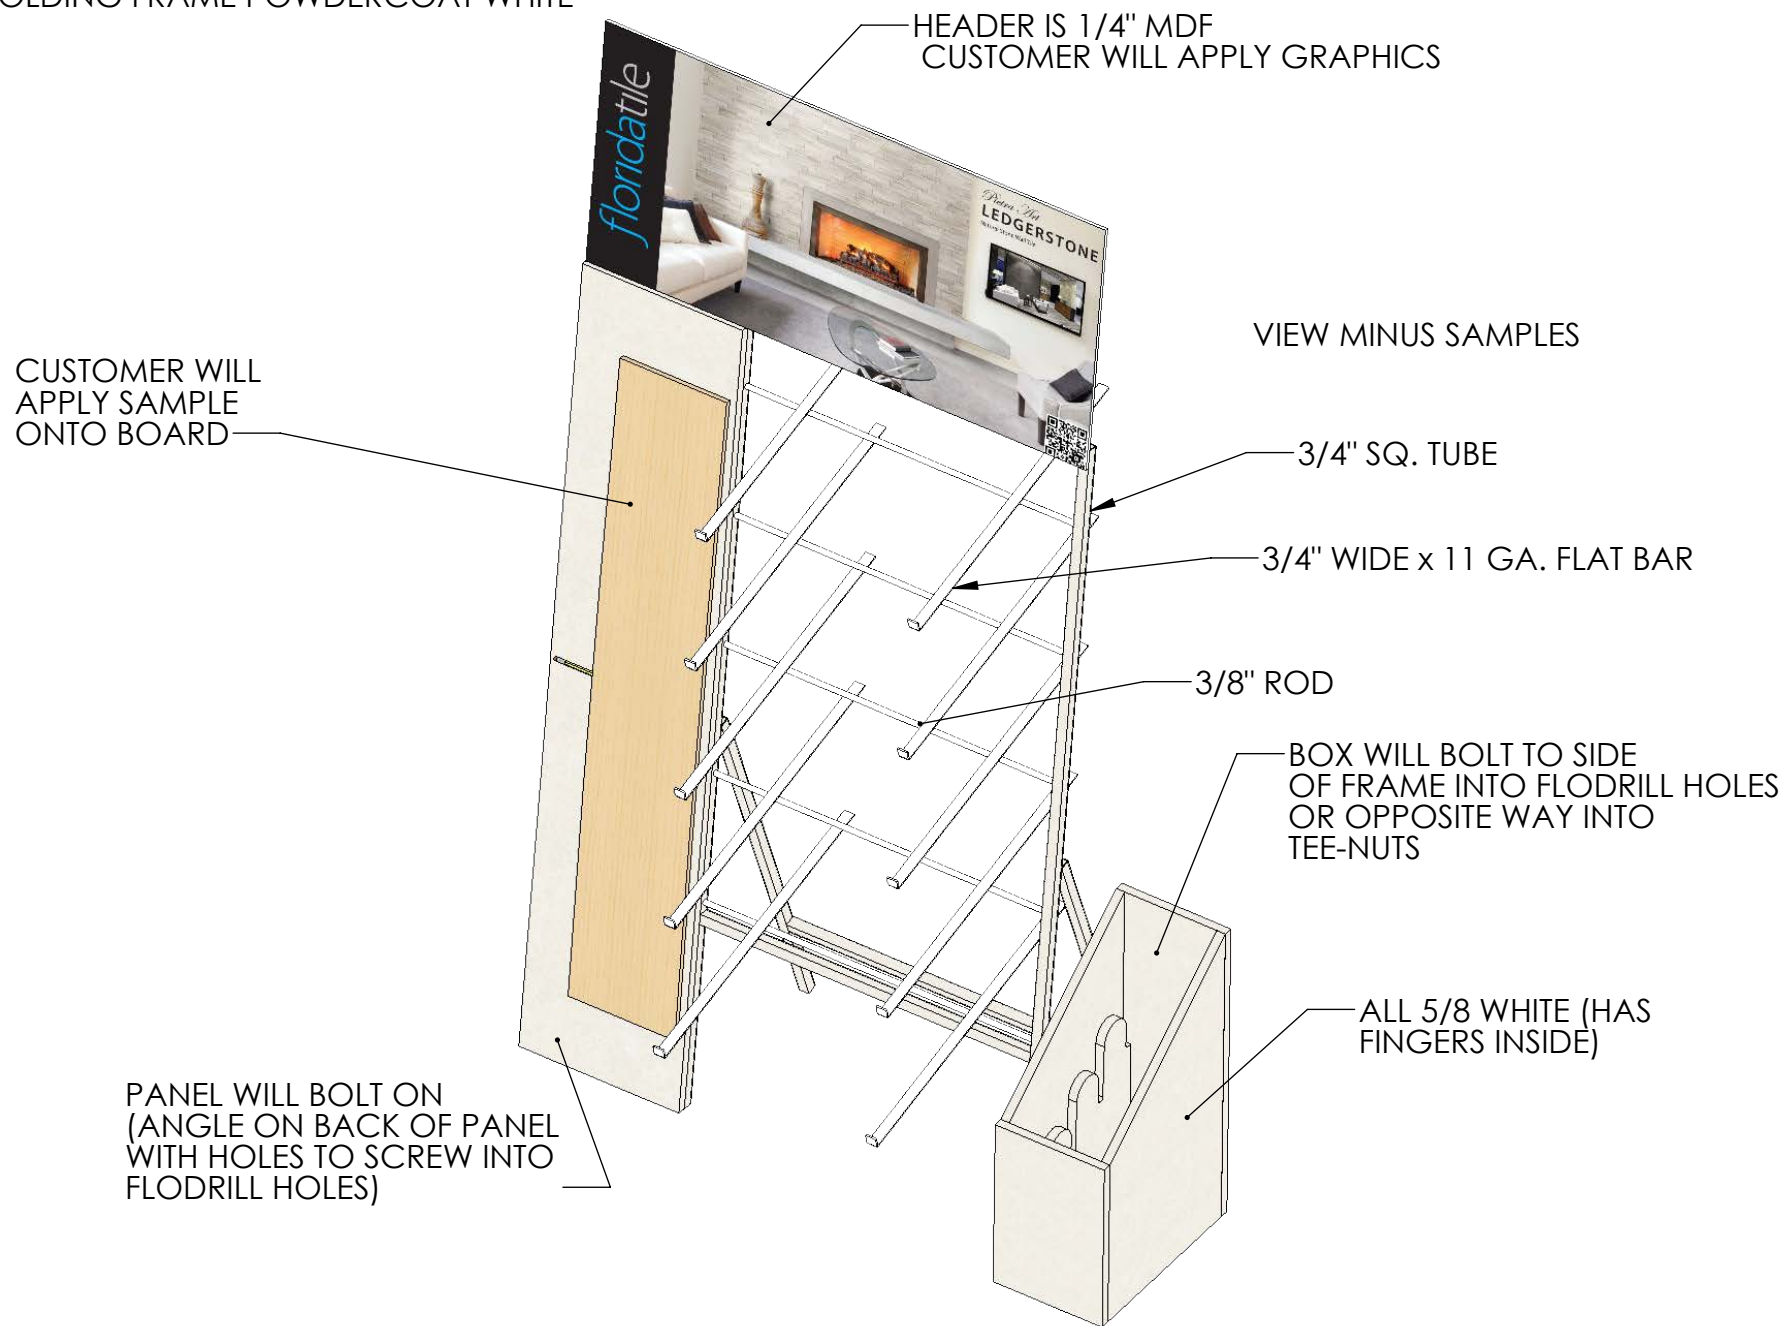 OLDING FRAME POWDERCOAT WHITE
HEADER IS 1/4" MDF
CUSTOMER WILL APPLY GRAPHICS
floridatile
Pietra Art
LEDGERSTONE
VIEW MINUS SAMPLES
CUSTOMER WILL
APPLY SAMPLE
ONTO BOARD
3/4" SQ. TUBE
3/4" WIDE x 11 GA. FLAT BAR
3/8" ROD
BOX WILL BOLT TO SIDE
OF FRAME INTO FLODRILL HOLES
OR OPPOSITE WAY INTO
TEE-NUTS
ALL 5/8 WHITE (HAS
FINGERS INSIDE)
PANEL WILL BOLT ON
(ANGLE ON BACK OF PANEL
WITH HOLES TO SCREW INTO
FLODRILL HOLES)